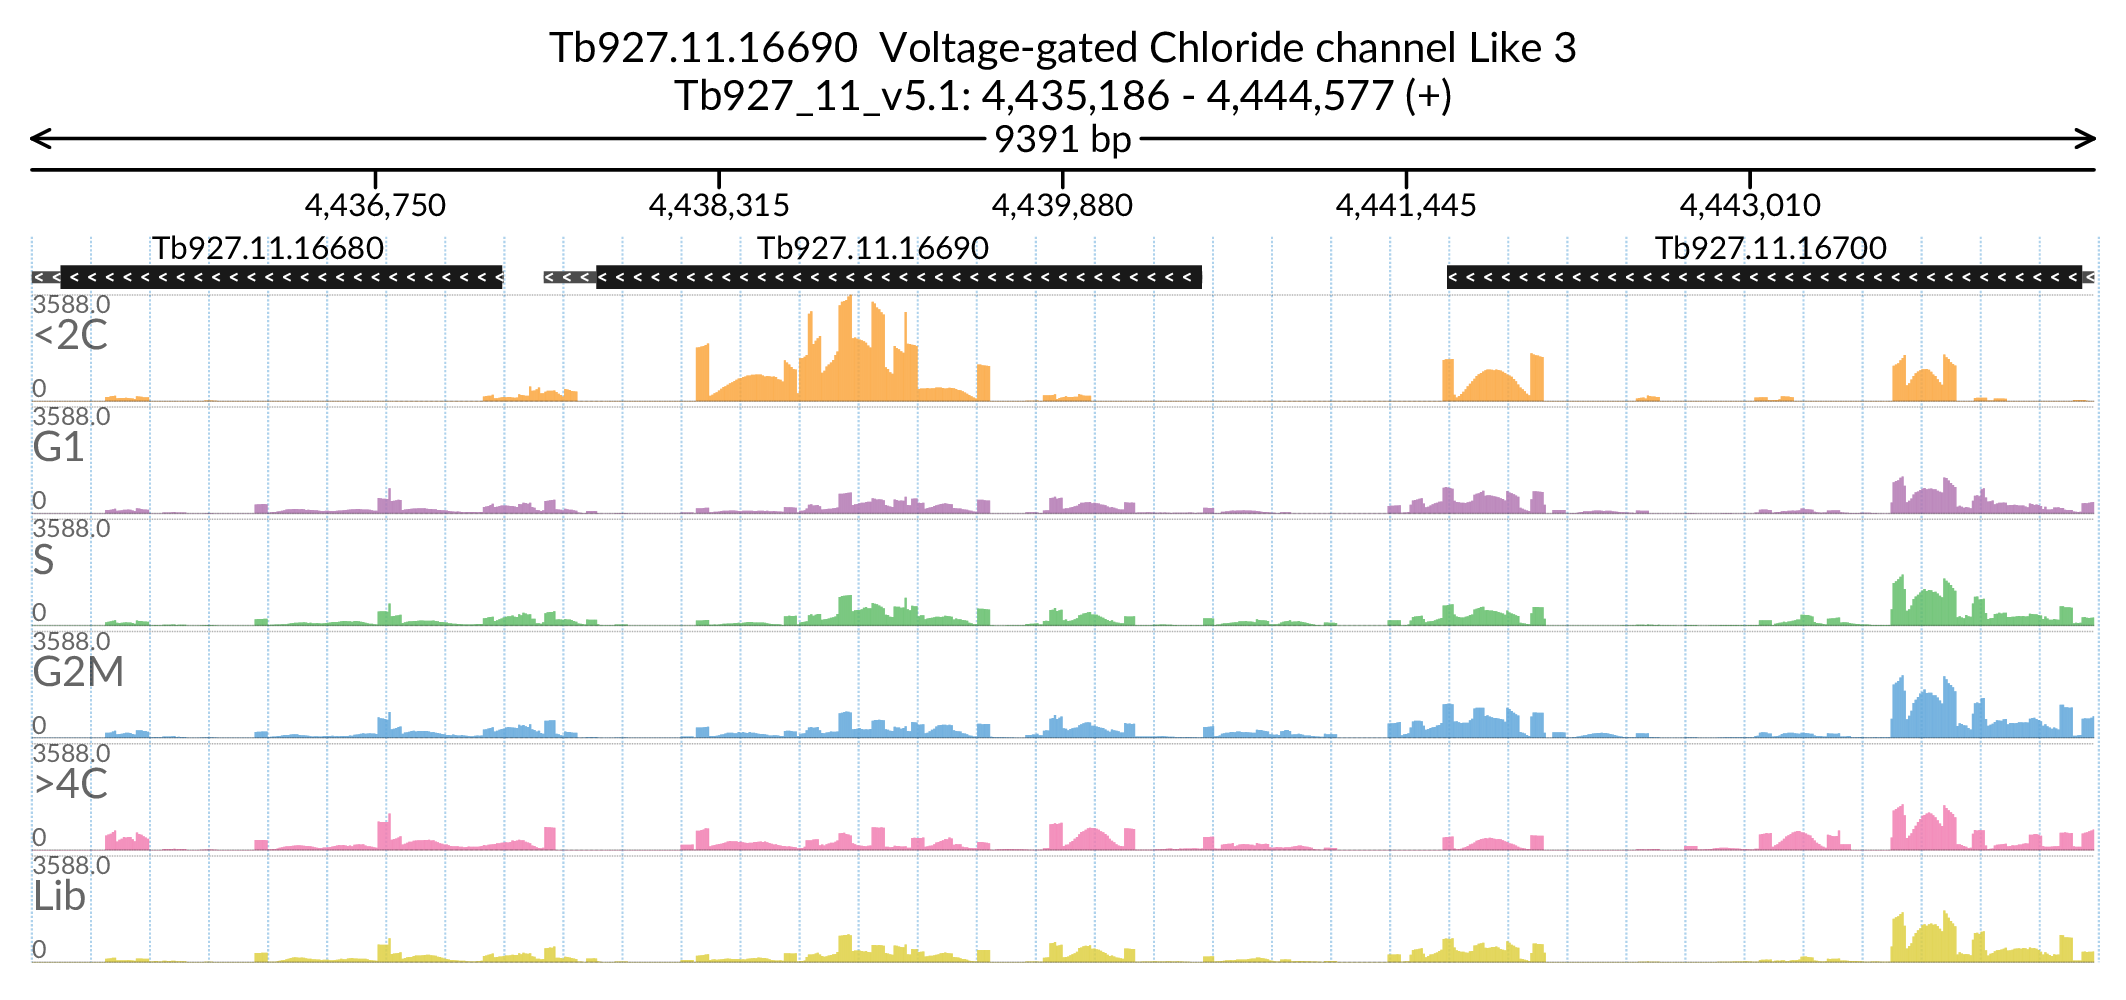 Tb927.11.16690  Voltage-gated Chloride channel Like 3
Tb927_11_v5.1: 4,435,186 - 4,444,577 (+)
9391 bp
4,436,750 4,438,315 4,439,880 4,441,445 4,443,010
Tb927.11.16680 Tb927.11.16690 Tb927.11.16700
3588.0
<2C
0
3588.0
G1
0
3588.0
S
0
3588.0
G2M
0
3588.0
>4C
0
3588.0
Lib
0